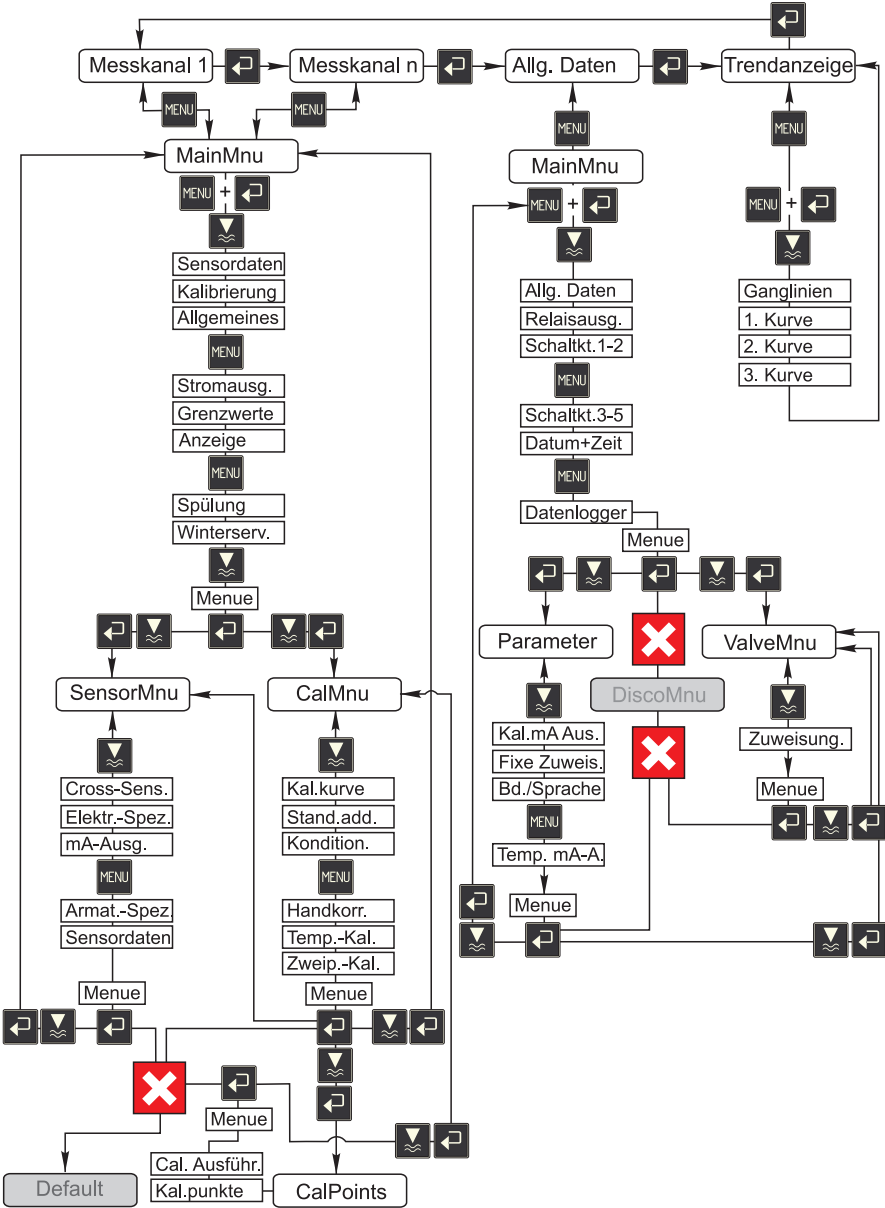 Messkanal 1
Messkanal n
Allg. Daten
Trendanzeige
MENU
MENU
MENU
MENU
MainMnu
MainMnu
MENU +
MENU +
MENU +
Sensordaten
Kalibrierung
Allgemeines
MENU
Stromausg.
Grenzwerte
Anzeige
MENU
Spülung
Winterserv.
Menue
Allg. Daten
Relaisausg.
Schaltkt.1-2
MENU
Schaltkt.3-5
Datum+Zeit
MENU
Datenlogger
Menue
Ganglinien
1. Kurve
2. Kurve
3. Kurve
SensorMnu
CalMnu
Parameter
DiscoMnu
ValveMnu
Cross-Sens.
Elektr.-Spez.
mA-Ausg.
MENU
Armat.-Spez.
Sensordaten
Menue
Kal.kurve
Stand.add.
Kondition.
MENU
Handkorr.
Temp.-Kal.
Zweip.-Kal.
Menue
Kal.mA Aus.
Fixe Zuweis.
Bd./Sprache
MENU
Temp. mA-A.
Menue
Zuweisung.
Menue
Menue
Cal. Ausführ.
Kal.punkte
Default
CalPoints